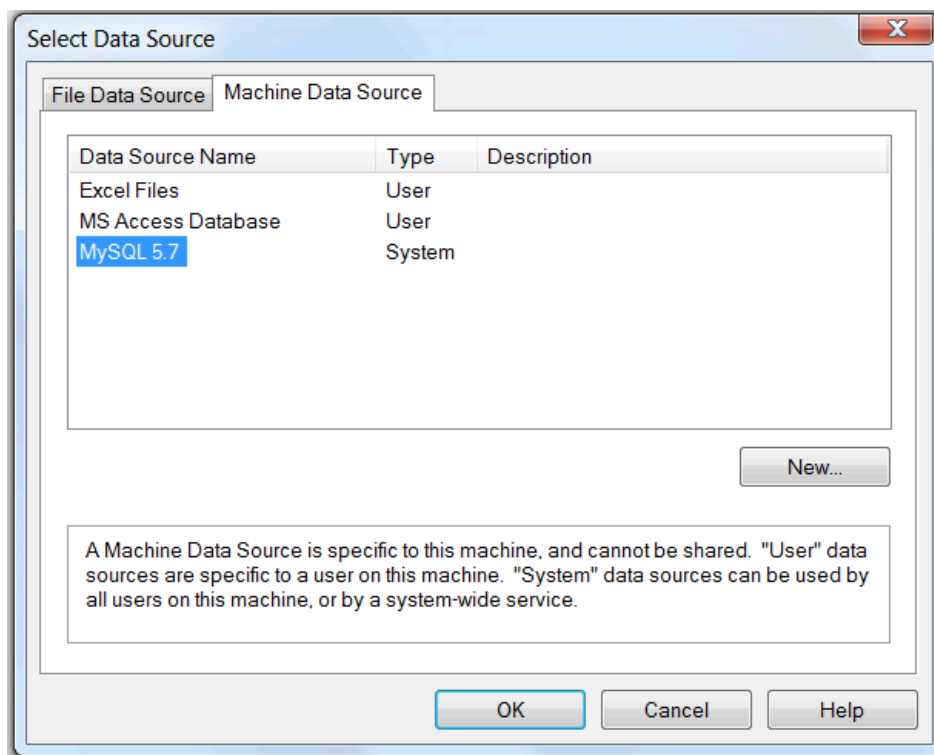 Select Data Source
File Data Source Machine Data Source
Data Source Name Type Description
Excel Files User
MS Access Database User
MySQL 5.7 System
New...
A Machine Data Source is specific to this machine, and cannot be shared. "User" data
sources are specific to a user on this machine. "System" data sources can be used by
all users on this machine, or by a system-wide service.
OK Cancel Help